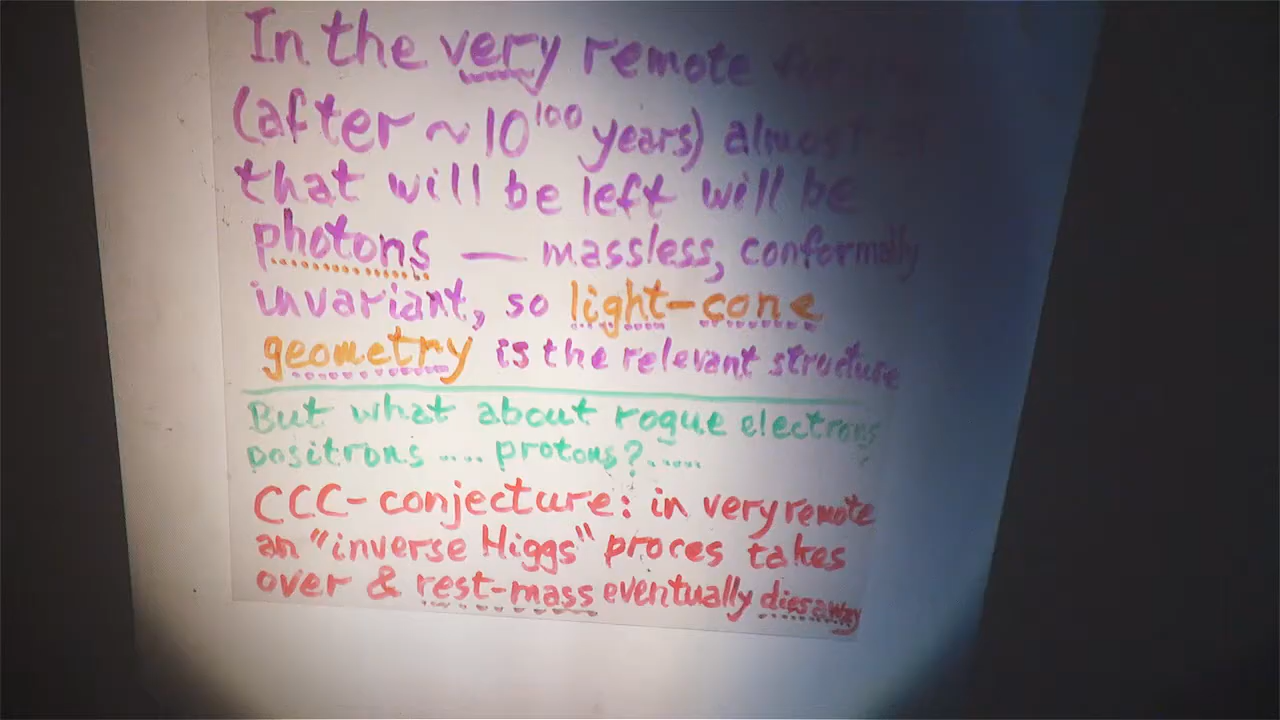 In the very remote
(after ~10¹⁰⁰ years) almost
that will be left will be
photons — massless, conformally
invariant, so light-cone
geometry is the relevant structure
But what about rogue electrons
positrons .... protons? .....
CCC-conjecture: in very remote
an "inverse Higgs" proces takes
over & rest-mass eventually dies away